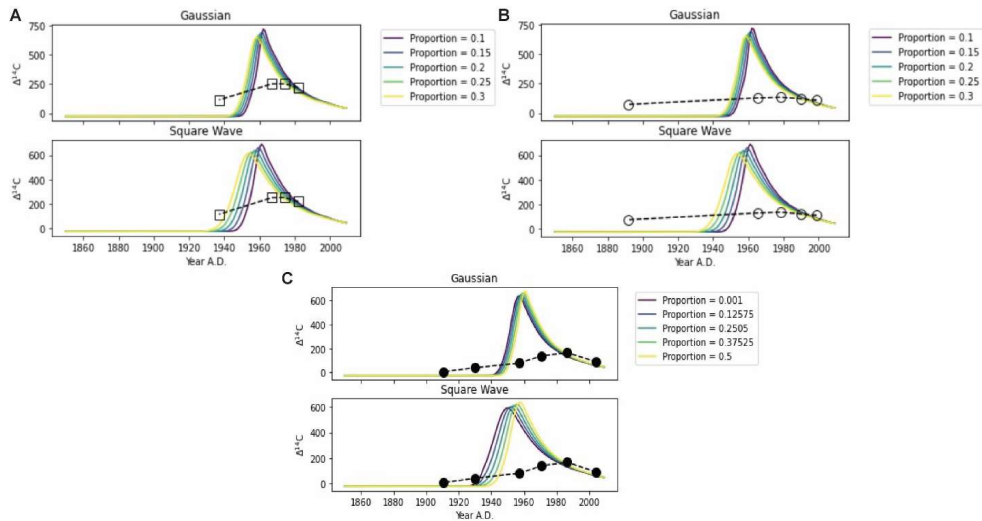 A
Gaussian
Δ¹⁴C
750
500
250
0
Proportion = 0.1
Proportion = 0.15
Proportion = 0.2
Proportion = 0.25
Proportion = 0.3
Square Wave
Δ¹⁴C
600
400
200
0
1860 1880 1900 1920 1940 1960 1980 2000
Year A.D.
B
Gaussian
Δ¹⁴C
750
500
250
0
Proportion = 0.1
Proportion = 0.15
Proportion = 0.2
Proportion = 0.25
Proportion = 0.3
Square Wave
Δ¹⁴C
600
400
200
0
1860 1880 1900 1920 1940 1960 1980 2000
Year A.D.
C
Gaussian
Δ¹⁴C
600
400
200
0
Proportion = 0.001
Proportion = 0.12575
Proportion = 0.2505
Proportion = 0.37525
Proportion = 0.5
Square Wave
Δ¹⁴C
600
400
200
0
1860 1880 1900 1920 1940 1960 1980 2000
Year A.D.